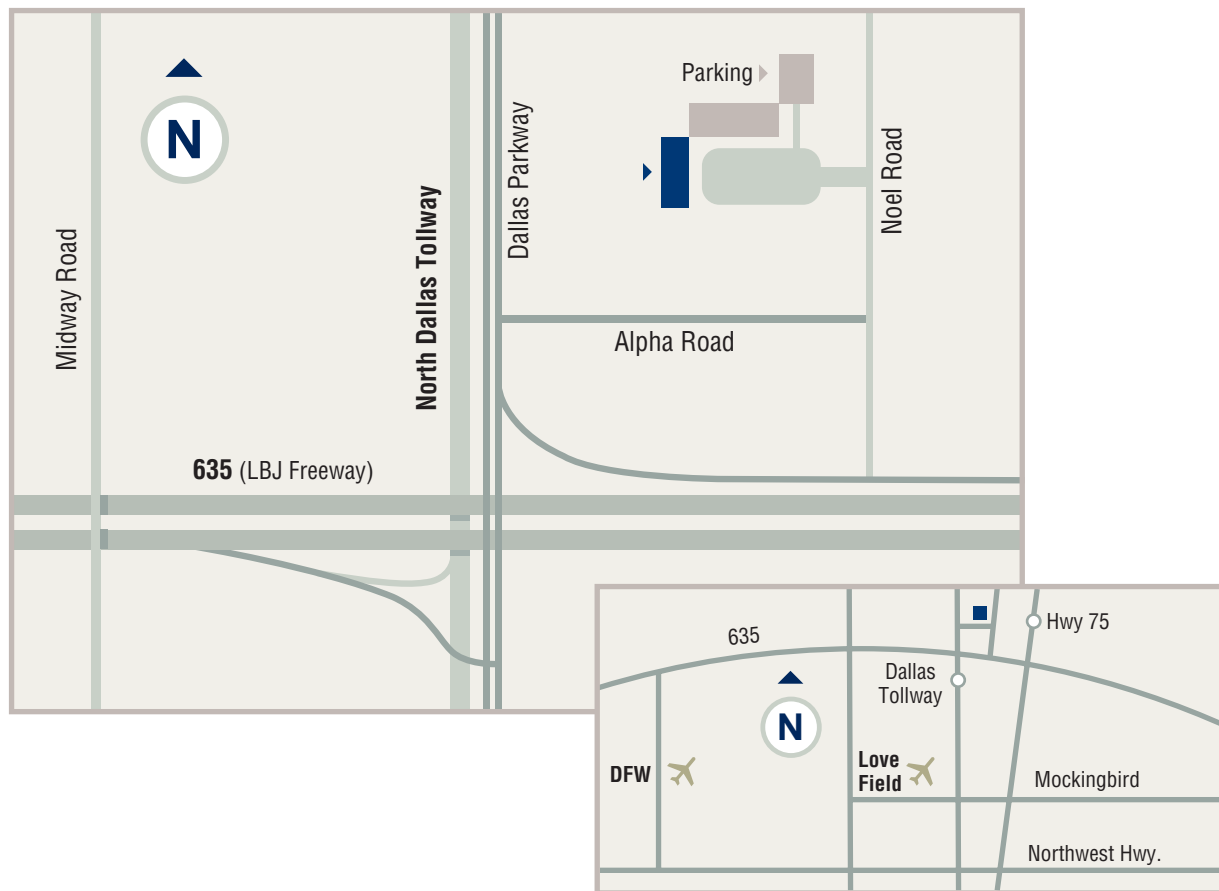 Parking
N
Midway Road
North Dallas Tollway
Dallas Parkway
Noel Road
Alpha Road
635 (LBJ Freeway)
635
Hwy 75
Dallas
Tollway
N
DFW
Love
Field
Mockingbird
Northwest Hwy.